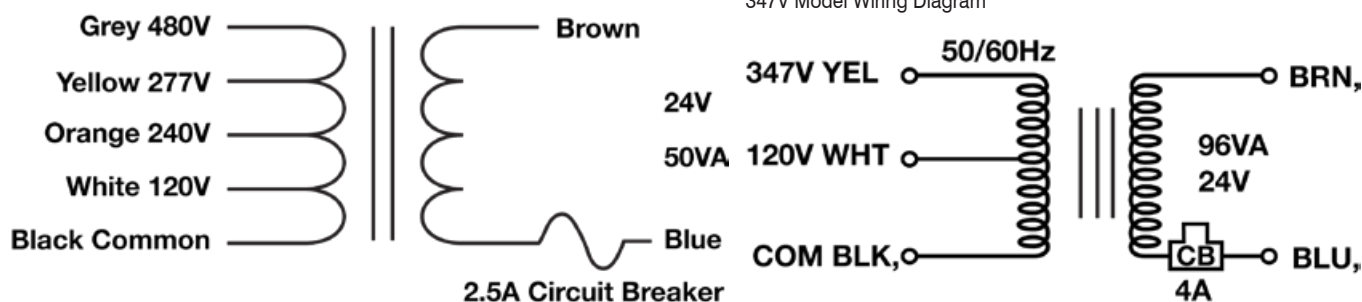 347V Model Wiring Diagram
Grey 480V
Yellow 277V
Orange 240V
White 120V
Black Common
Brown
24V
50VA
Blue
2.5A Circuit Breaker
50/60Hz
347V YEL
120V WHT
COM BLK,
BRN,
96VA
24V
CB
BLU,
4A